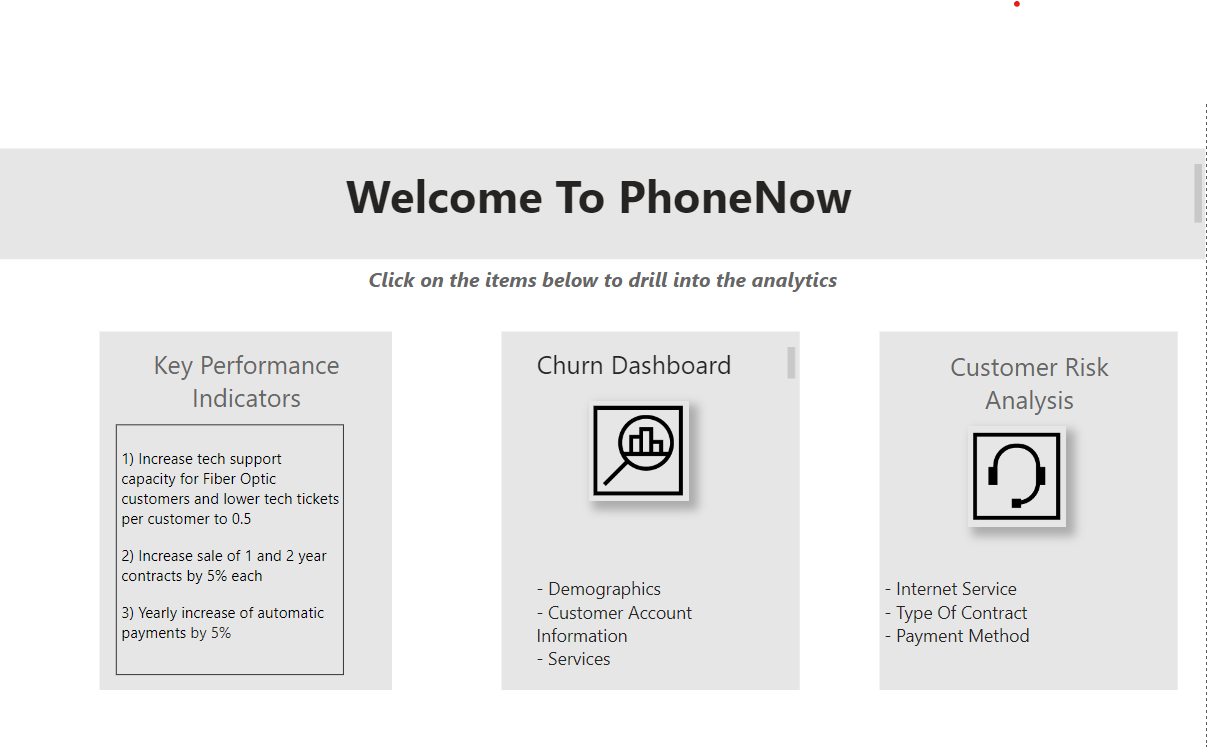 Welcome To PhoneNow
Click on the items below to drill into the analytics
Key Performance
Indicators
1) Increase tech support
capacity for Fiber Optic
customers and lower tech tickets
per customer to 0.5
2) Increase sale of 1 and 2 year
contracts by 5% each
3) Yearly increase of automatic
payments by 5%
Churn Dashboard
- Demographics
- Customer Account
Information
- Services
Customer Risk
Analysis
- Internet Service
- Type Of Contract
- Payment Method